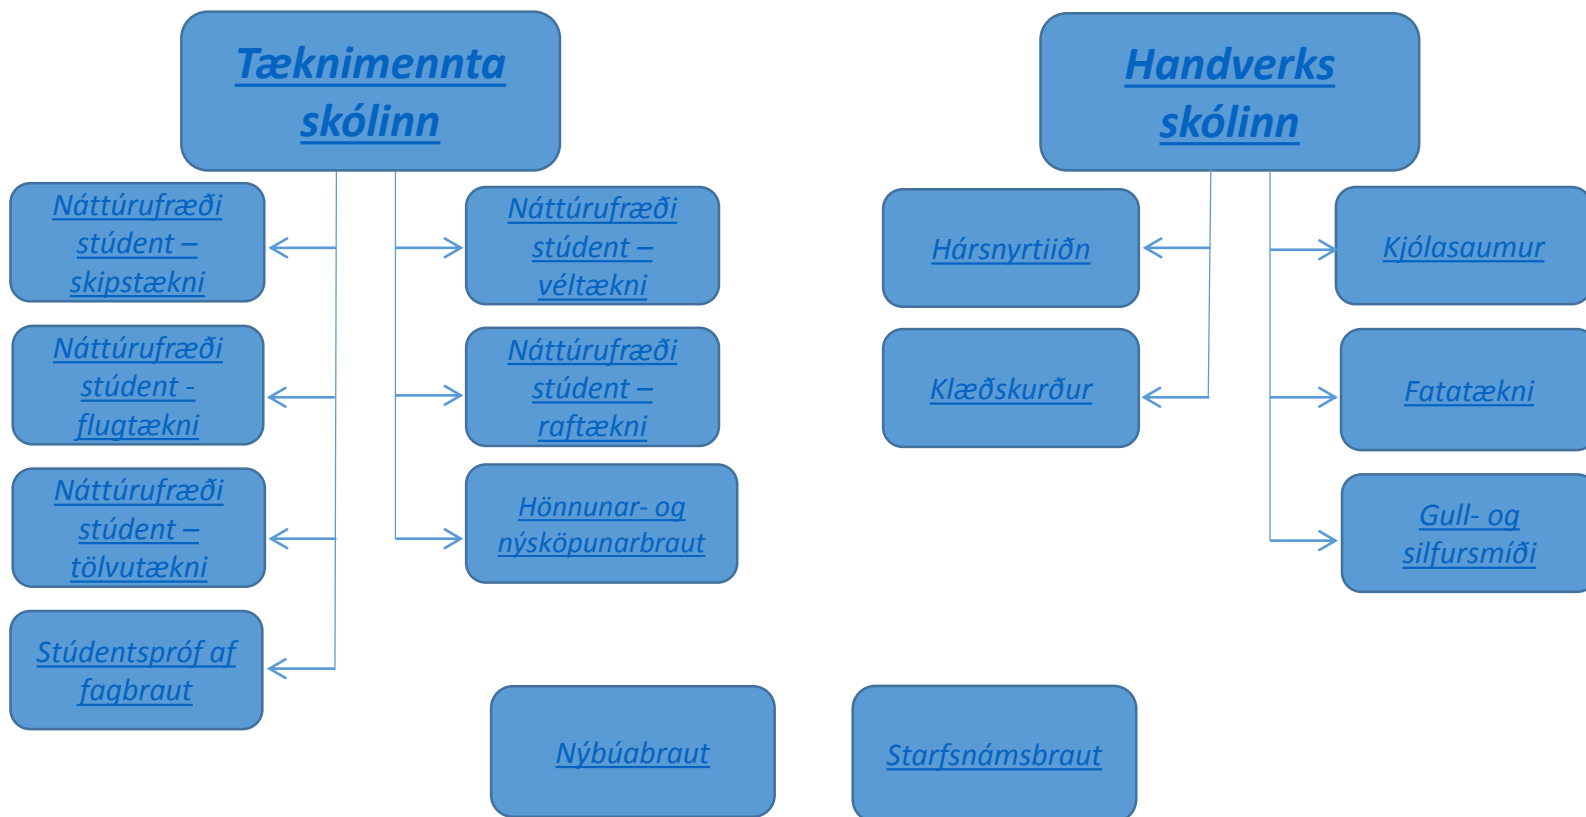 Tæknimennta
skólinn
Náttúrufræði
stúdent –
skipstækni
Náttúrufræði
stúdent -
flugtækni
Náttúrufræði
stúdent –
tölvutækni
Stúdentspróf af
fagbraut
Náttúrufræði
stúdent –
véltækni
Náttúrufræði
stúdent –
raftækni
Hönnunar- og
nýsköpunarbraut
Handverks
skólinn
Hársnyrtiiðn
Klæðskurður
Kjólasaumur
Fatatækni
Gull- og
silfursmíði
Nýbúabraut
Starfsnámsbraut